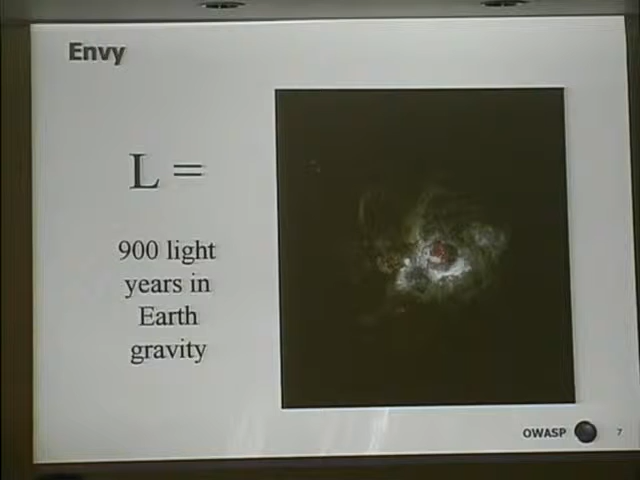 Envy
L =
900 light
years in
Earth
gravity
OWASP 7